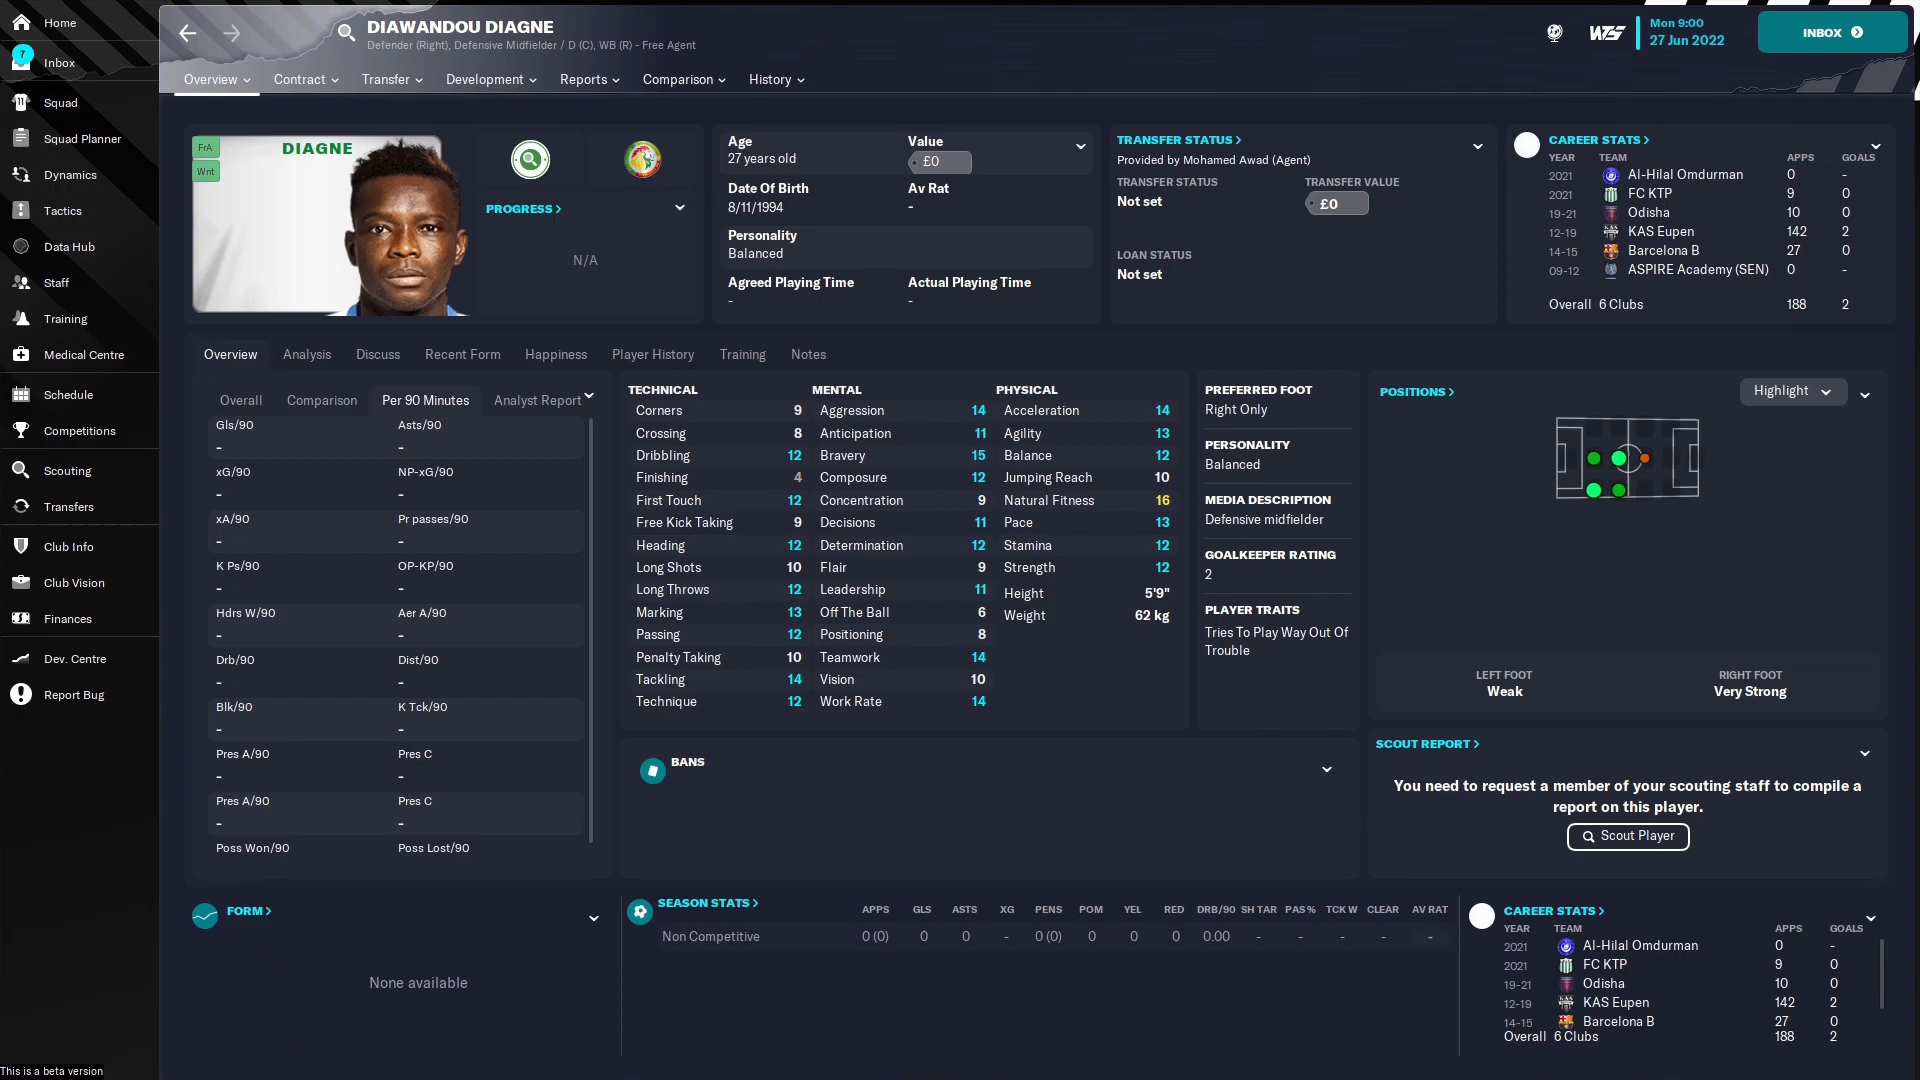 Home
7
Inbox
Squad
Squad Planner
Dynamics
Tactics
Data Hub
Staff
Training
Medical Centre
Schedule
Competitions
Scouting
Transfers
Club Info
Club Vision
Finances
Dev. Centre
Report Bug
This is a beta version
DIAWANDOU DIAGNE
Defender (Right), Defensive Midfielder / D (C), WB (R) - Free Agent
Mon 9:00
27 Jun 2022
INBOX
Overview Contract Transfer Development Reports Comparison History
FrA
Wnt
DIAGNE
PROGRESS >
N/A
Age Value
27 years old £0
Date Of Birth Av Rat
8/11/1994 -
Personality
Balanced
Agreed Playing Time Actual Playing Time
- -
TRANSFER STATUS >
Provided by Mohamed Awad (Agent)
TRANSFER STATUS TRANSFER VALUE
Not set £0
LOAN STATUS
Not set
CAREER STATS >
YEAR TEAM APPS GOALS
2021 Al-Hilal Omdurman 0 -
2021 FC KTP 9 0
19-21 Odisha 10 0
12-19 KAS Eupen 142 2
14-15 Barcelona B 27 0
09-12 ASPIRE Academy (SEN) 0 -
Overall 6 Clubs 188 2
Overview Analysis Discuss Recent Form Happiness Player History Training Notes
Overall Comparison Per 90 Minutes Analyst Report
Gls/90 Asts/90
- -
xG/90 NP-xG/90
- -
xA/90 Pr passes/90
- -
K Ps/90 OP-KP/90
- -
Hdrs W/90 Aer A/90
- -
Drb/90 Dist/90
- -
Blk/90 K Tck/90
- -
Pres A/90 Pres C
- -
Pres A/90 Pres C
- -
Poss Won/90 Poss Lost/90
TECHNICAL
Corners 9
Crossing 8
Dribbling 12
Finishing 4
First Touch 12
Free Kick Taking 9
Heading 12
Long Shots 10
Long Throws 12
Marking 13
Passing 12
Penalty Taking 10
Tackling 14
Technique 12
MENTAL
Aggression 14
Anticipation 11
Bravery 15
Composure 12
Concentration 9
Decisions 11
Determination 12
Flair 9
Leadership 11
Off The Ball 6
Positioning 8
Teamwork 14
Vision 10
Work Rate 14
PHYSICAL
Acceleration 14
Agility 13
Balance 12
Jumping Reach 10
Natural Fitness 16
Pace 13
Stamina 12
Strength 12
Height 5'9"
Weight 62 kg
PREFERRED FOOT
Right Only
PERSONALITY
Balanced
MEDIA DESCRIPTION
Defensive midfielder
GOALKEEPER RATING
2
PLAYER TRAITS
Tries To Play Way Out Of
Trouble
POSITIONS >
Highlight
LEFT FOOT RIGHT FOOT
Weak Very Strong
BANS
SCOUT REPORT >
You need to request a member of your scouting staff to compile a
report on this player.
Scout Player
FORM >
None available
SEASON STATS >
APPS GLS ASTS XG PENS POM YEL RED DRB/90 SH TAR PAS % TCK W CLEAR AV RAT
Non Competitive 0 (0) 0 0 - 0 (0) 0 0 0 0.00 - - - - -
CAREER STATS >
YEAR TEAM APPS GOALS
2021 Al-Hilal Omdurman 0 -
2021 FC KTP 9 0
19-21 Odisha 10 0
12-19 KAS Eupen 142 2
14-15 Barcelona B 27 0
Overall 6 Clubs 188 2